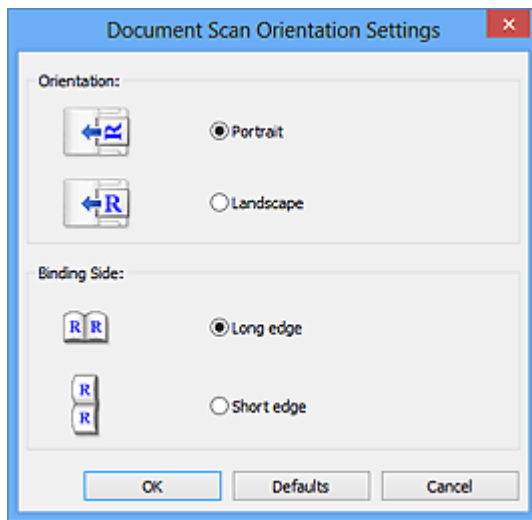 Document Scan Orientation Settings
Orientation:
R
Portrait
R
Landscape
Binding Side:
R R
Long edge
R
R
Short edge
OK Defaults Cancel